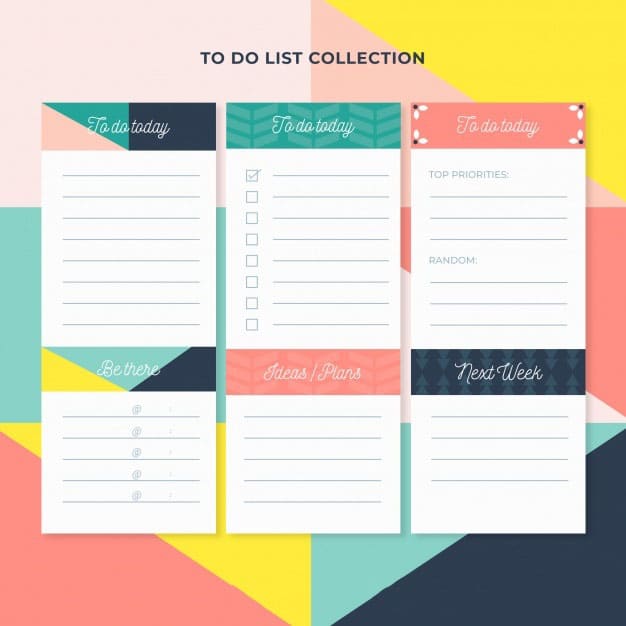 TO DO LIST COLLECTION
To do today
To do today
To do today
TOP PRIORITIES:
RANDOM:
Be there
@ :
@ :
@ :
@ :
@ :
Ideas / Plans
Next Week